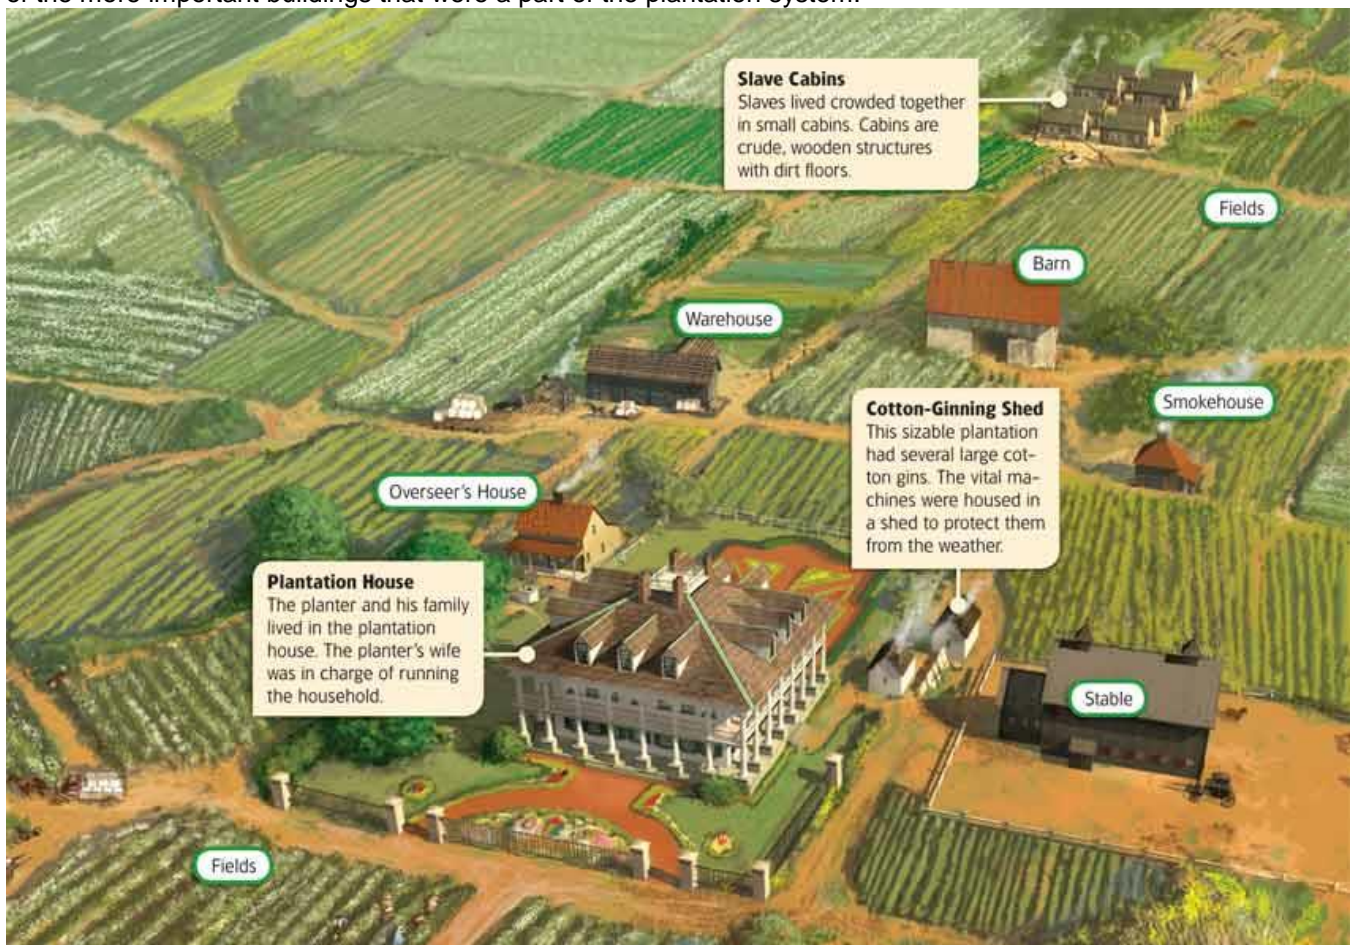 of the more important buildings that were a part of the plantation system.
Slave Cabins
Slaves lived crowded together
in small cabins. Cabins are
crude, wooden structures
with dirt floors.
Fields
Barn
Warehouse
Cotton-Ginning Shed
This sizable plantation
had several large cot-
ton gins. The vital ma-
chines were housed in
a shed to protect them
from the weather.
Smokehouse
Overseer's House
Plantation House
The planter and his family
lived in the plantation
house. The planter's wife
was in charge of running
the household.
Stable
Fields